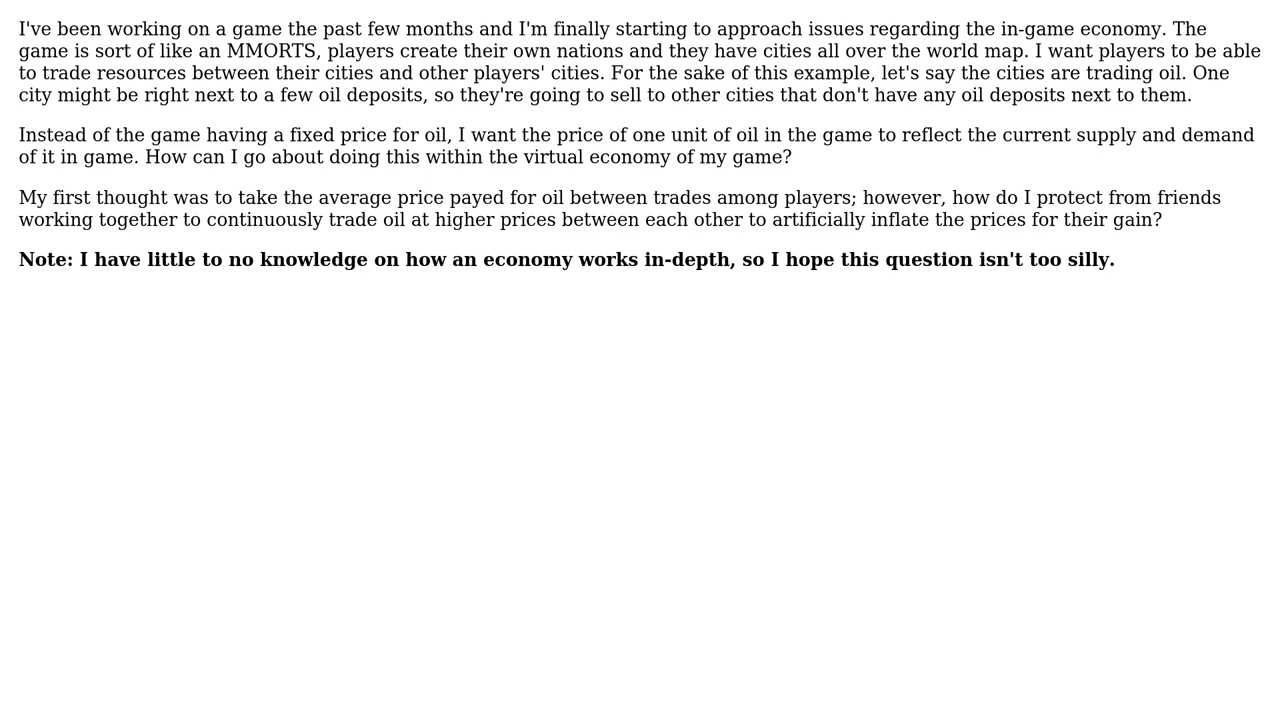 I've been working on a game the past few months and I'm finally starting to approach issues regarding the in-game economy. The
game is sort of like an MMORTS, players create their own nations and they have cities all over the world map. I want players to be able
to trade resources between their cities and other players' cities. For the sake of this example, let's say the cities are trading oil. One
city might be right next to a few oil deposits, so they're going to sell to other cities that don't have any oil deposits next to them.
Instead of the game having a fixed price for oil, I want the price of one unit of oil in the game to reflect the current supply and demand
of it in game. How can I go about doing this within the virtual economy of my game?
My first thought was to take the average price payed for oil between trades among players; however, how do I protect from friends
working together to continuously trade oil at higher prices between each other to artificially inflate the prices for their gain?
Note: I have little to no knowledge on how an economy works in-depth, so I hope this question isn't too silly.